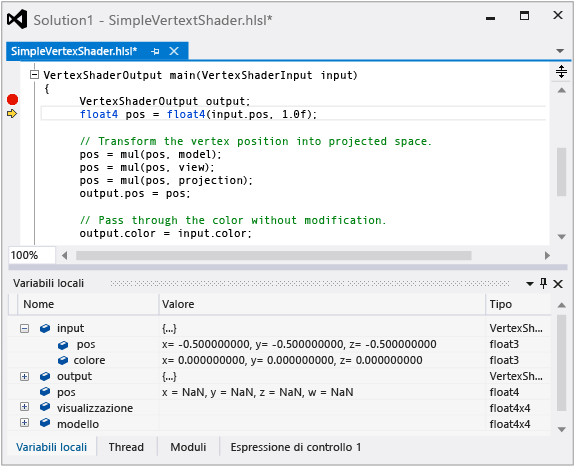 Solution1 - SimpleVertextShader.hlsl*
SimpleVertexShader.hlsl*
VertexShaderOutput main(VertexShaderInput input)
{
VertexShaderOutput output;
float4 pos = float4(input.pos, 1.0f);
// Transform the vertex position into projected space.
pos = mul(pos, model);
pos = mul(pos, view);
pos = mul(pos, projection);
output.pos = pos;
// Pass through the color without modification.
output.color = input.color;
100%
Variabili locali
Nome Valore Tipo
input {...} VertexSh...
pos x= -0.500000000, y= -0.500000000, z= -0.500000000 float3
colore x= 0.000000000, y= 0.000000000, z= 0.000000000 float3
output {...} VertexSh...
pos x = NaN, y = NaN, z = NaN, w = NaN float4
visualizzazione float4x4
modello float4x4
Variabili locali Thread Moduli Espressione di controllo 1